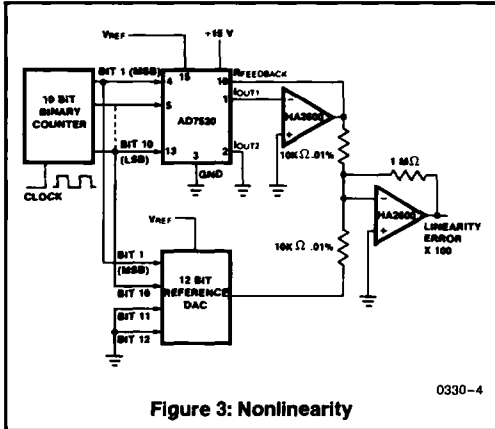 VREF
+15 V
BIT 1 (MSB)
15
RFEEDBACK
4
16
IOUT1
5
1
10 BIT
BINARY
COUNTER
AD7520
HA2600
BIT 10
(LSB)
13
3
2
IOUT2
10KΩ .01%
1 MΩ
GND
CLOCK
HA2600
LINEARITY
ERROR
X 100
VREF
10KΩ .01%
BIT 1
(MSB)
12 BIT
REFERENCE
DAC
BIT 10
BIT 11
BIT 12
0330-4
Figure 3: Nonlinearity